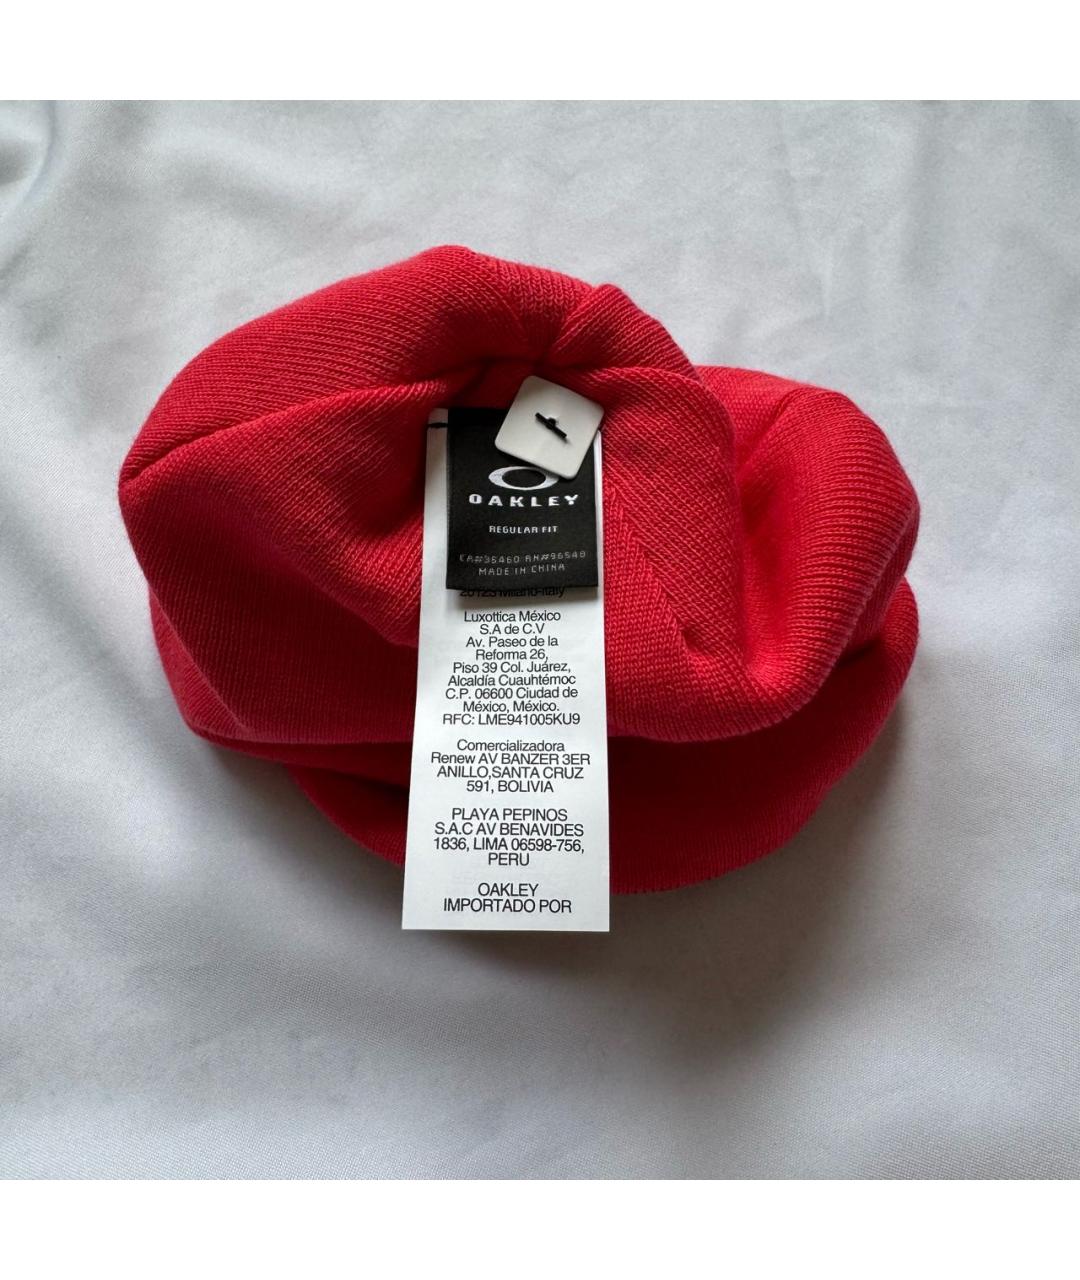 OAKLEY
REGULAR FIT
CA#35460 RN#96548
MADE IN CHINA
20123 Milano-Italy
Luxottica México
S.A de C.V
Av. Paseo de la
Reforma 26,
Piso 39 Col. Juárez,
Alcaldía Cuauhtémoc
C.P. 06600 Ciudad de
México, México.
RFC: LME941005KU9
Comercializadora
Renew AV BANZER 3ER
ANILLO,SANTA CRUZ
591, BOLIVIA
PLAYA PEPINOS
S.A.C AV BENAVIDES
1836, LIMA 06598-756,
PERU
OAKLEY
IMPORTADO POR